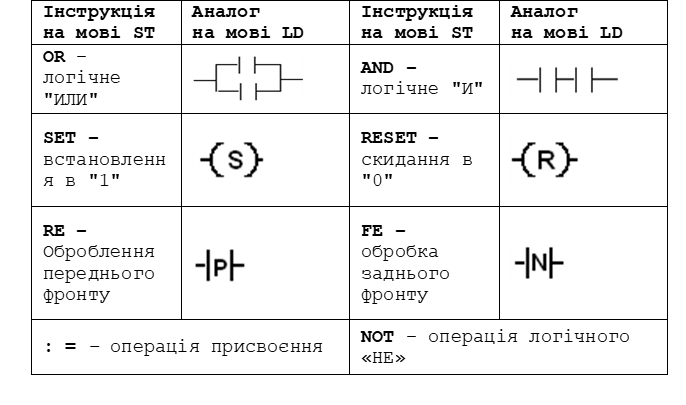 Інструкція на мові ST
Аналог на мові LD
Інструкція на мові ST
Аналог на мові LD
OR –
логічне
"ИЛИ"
AND –
логічне "И"
SET –
встановленн
я в "1"
S
RESET –
скидання в
"0"
R
RE –
Оброблення
переднього
фронту
P
FE –
обробка
заднього
фронту
N
: = – операція присвоєння
NOT – операція логічного
«НЕ»